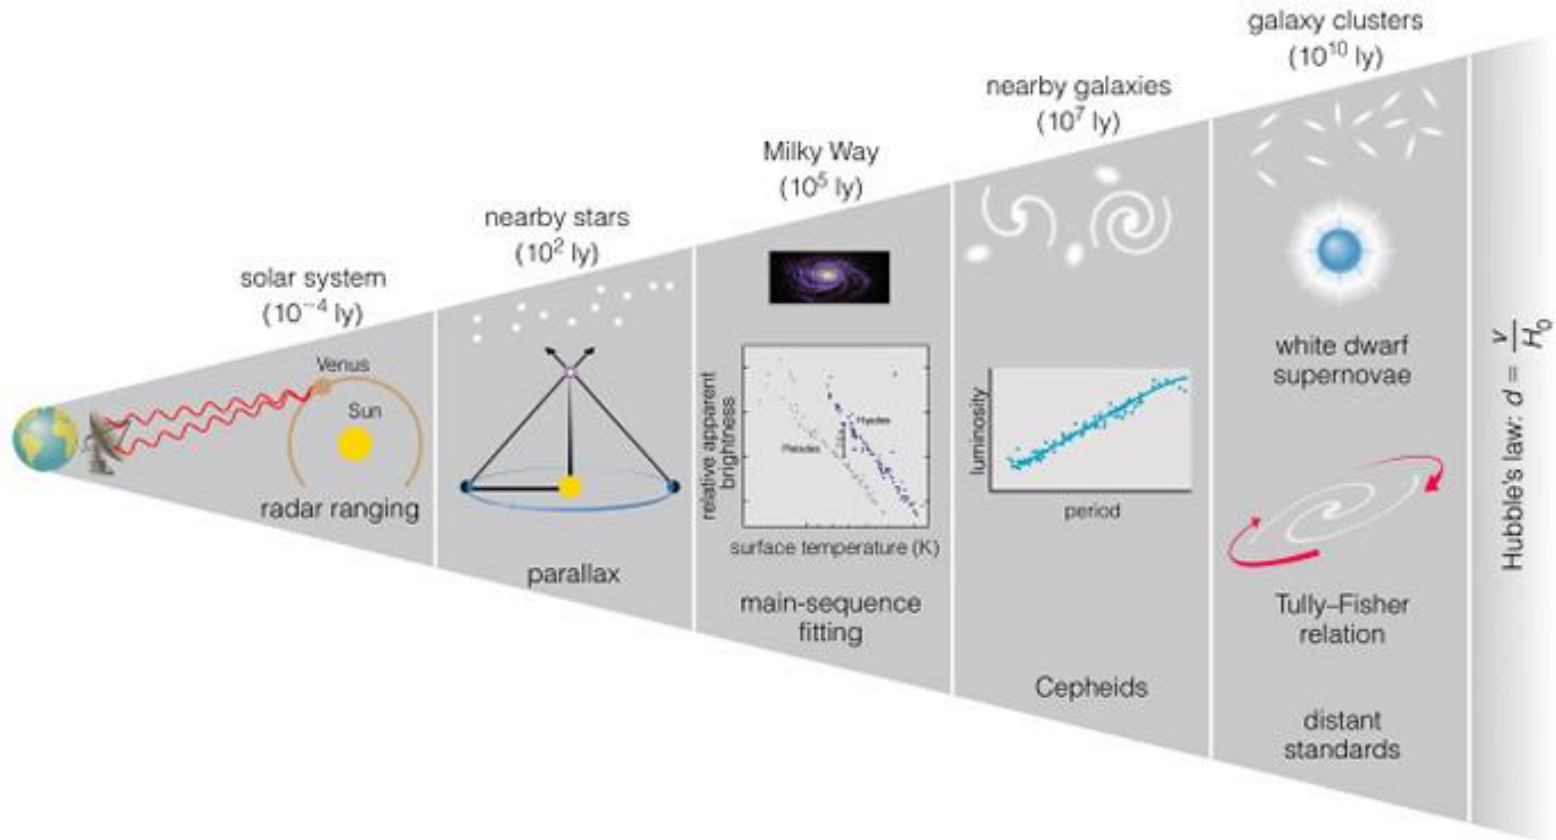 solar system
(10⁻⁴ ly)
Venus
Sun
radar ranging
nearby stars
(10² ly)
parallax
Milky Way
(10⁵ ly)
relative apparent
brightness
Hyades
Pleiades
surface temperature (K)
main-sequence
fitting
nearby galaxies
(10⁷ ly)
luminosity
period
Cepheids
galaxy clusters
(10¹⁰ ly)
white dwarf
supernovae
Tully–Fisher
relation
distant
standards
Hubble's law: d = v/H₀